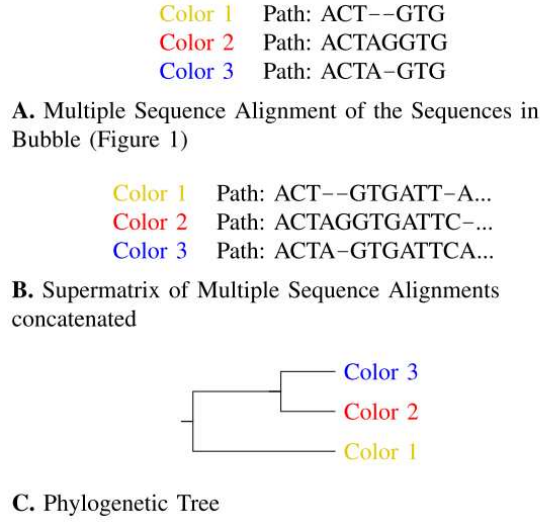 Color 1 Path: ACT--GTG
Color 2 Path: ACTAGGTG
Color 3 Path: ACTA-GTG
A. Multiple Sequence Alignment of the Sequences in
Bubble (Figure 1)
Color 1 Path: ACT--GTGATT-A...
Color 2 Path: ACTAGGTGATTC-...
Color 3 Path: ACTA-GTGATTCA...
B. Supermatrix of Multiple Sequence Alignments
concatenated
Color 3
Color 2
Color 1
C. Phylogenetic Tree